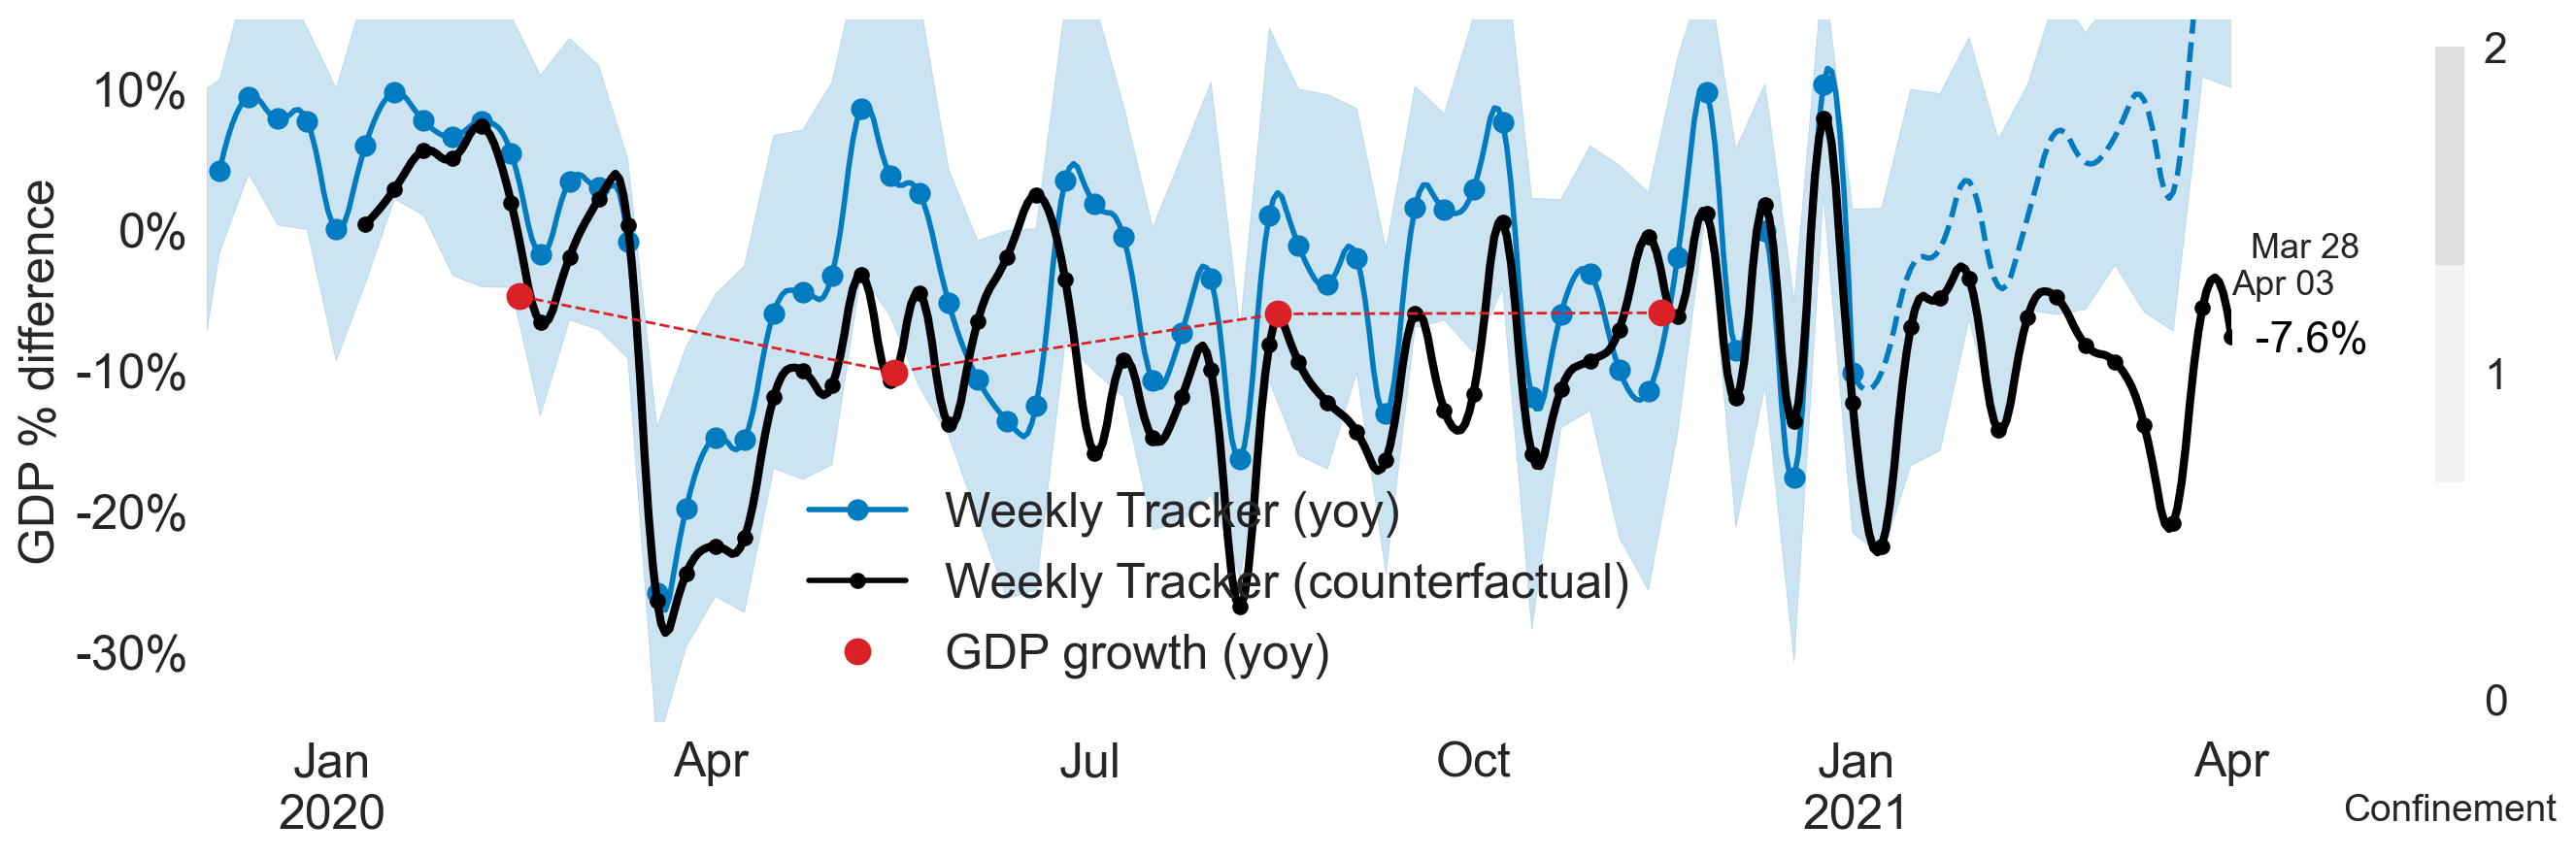 GDP % difference
10%
0%
-10%
-20%
-30%
Weekly Tracker (yoy)
Weekly Tracker (counterfactual)
GDP growth (yoy)
Mar 28
Apr 03
-7.6%
2
1
0
Jan
2020
Apr
Jul
Oct
Jan
2021
Apr
Confinement